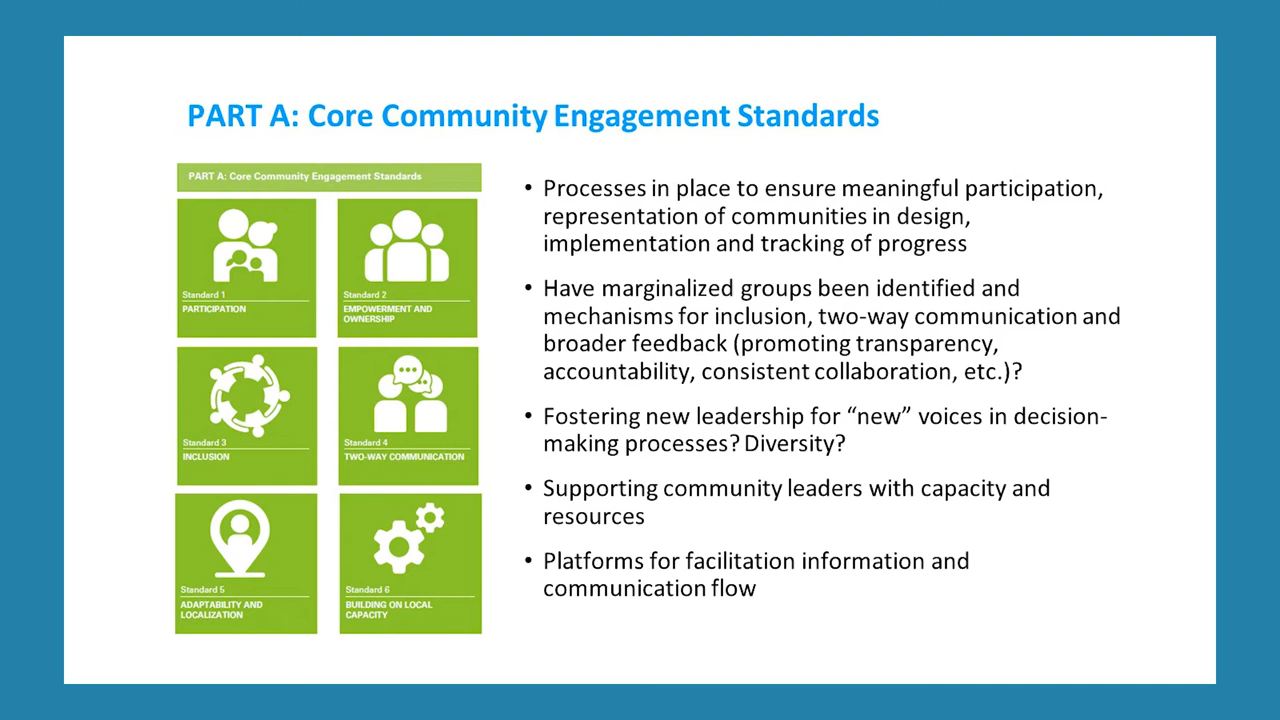 PART A: Core Community Engagement Standards
PART A: Core Community Engagement Standards
Standard 1
PARTICIPATION
Standard 2
EMPOWERMENT AND
OWNERSHIP
Standard 3
INCLUSION
Standard 4
TWO-WAY COMMUNICATION
Standard 5
ADAPTABILITY AND
LOCALIZATION
Standard 6
BUILDING ON LOCAL
CAPACITY
• Processes in place to ensure meaningful participation,
representation of communities in design,
implementation and tracking of progress
• Have marginalized groups been identified and
mechanisms for inclusion, two-way communication and
broader feedback (promoting transparency,
accountability, consistent collaboration, etc.)?
• Fostering new leadership for “new” voices in decision-
making processes? Diversity?
• Supporting community leaders with capacity and
resources
• Platforms for facilitation information and
communication flow